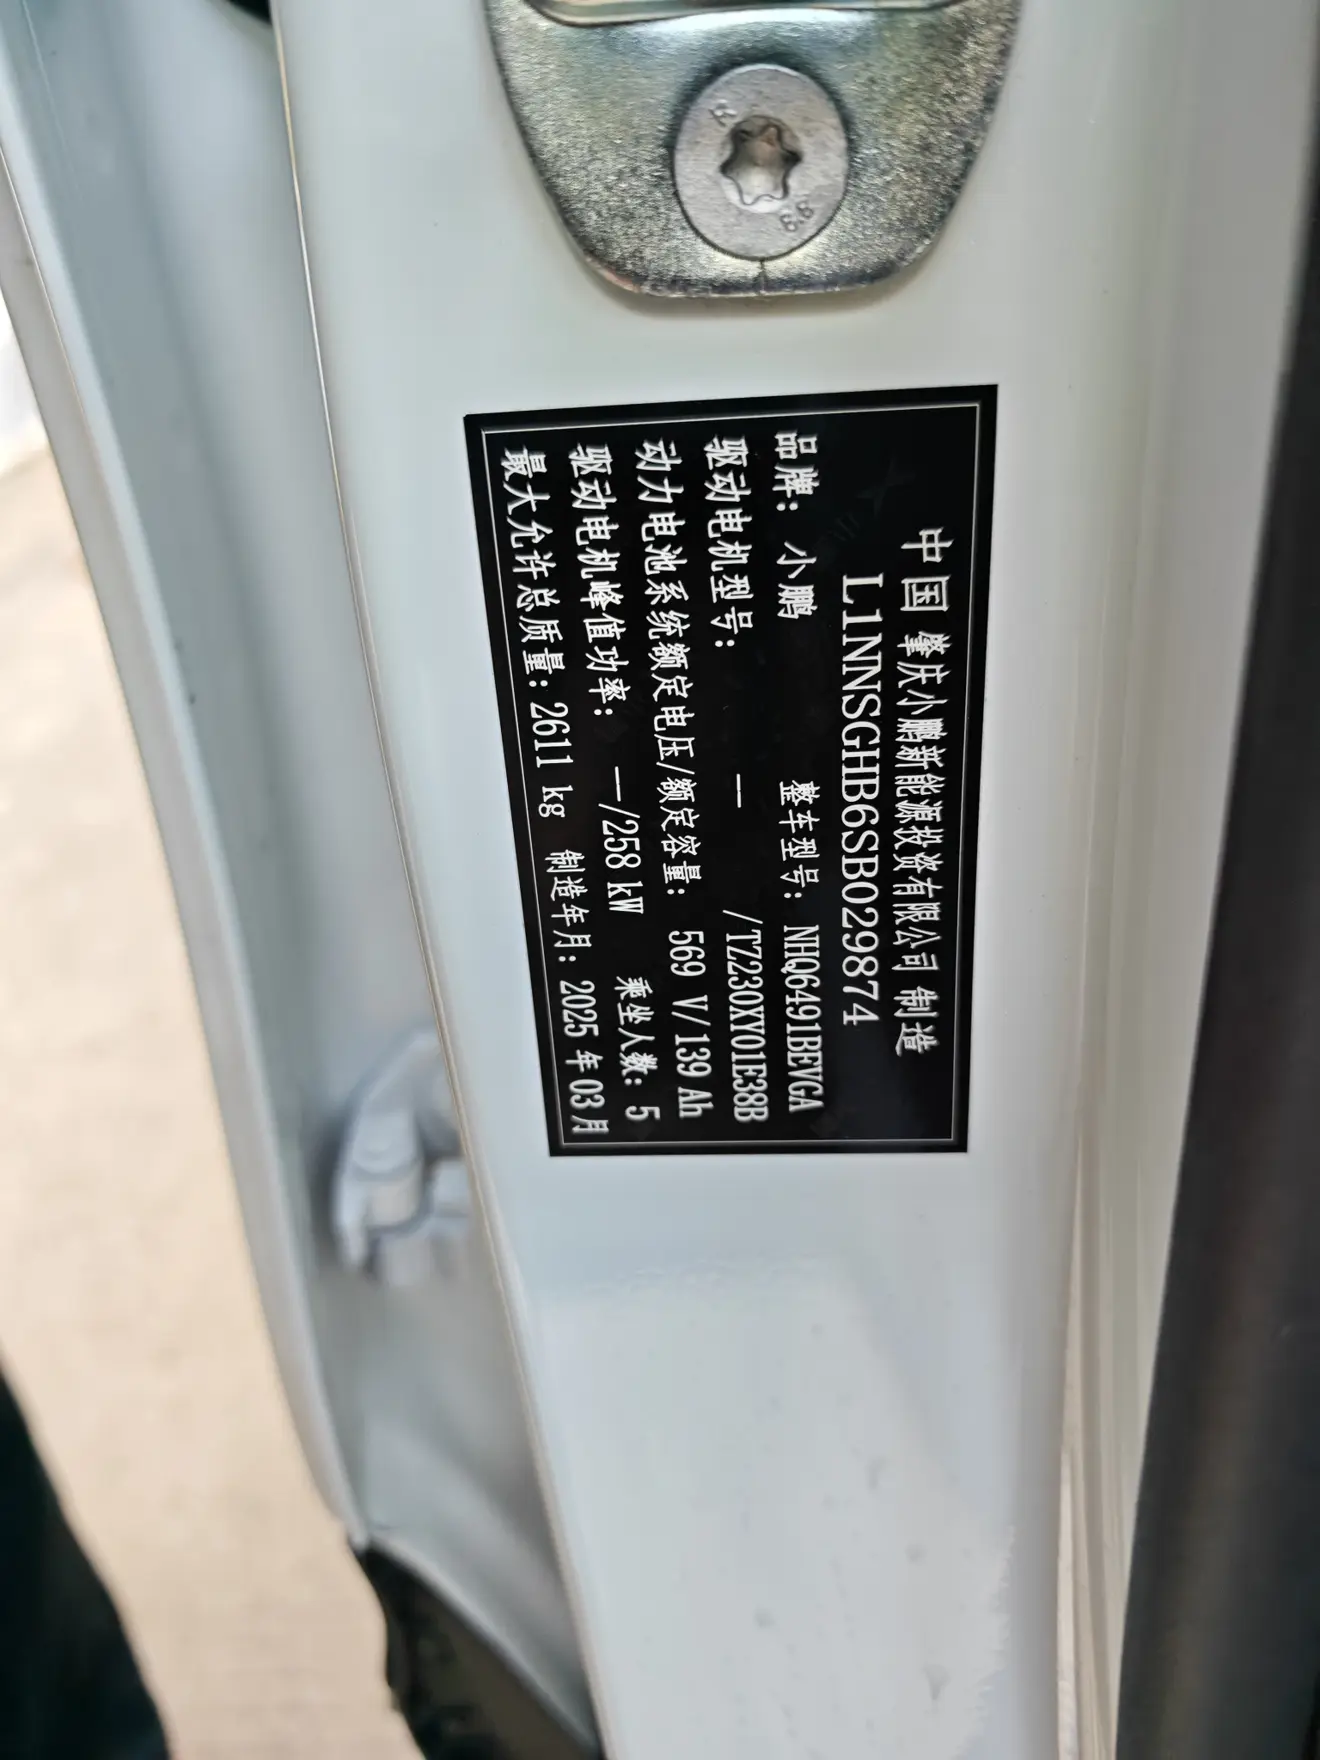 R
8.8
中国 肇庆小鹏新能源投资有限公司 制造
L1NNSGHB6SB029874
品牌: 小鹏 整车型号: NHQ6491BEVGA
驱动电机型号: — /TZ230XY01E38B
动力电池系统额定电压/额定容量: 569 V/139 Ah
驱动电机峰值功率: —/258 kW 乘坐人数: 5
最大允许总质量: 2611 kg 制造年月: 2025 年 03 月